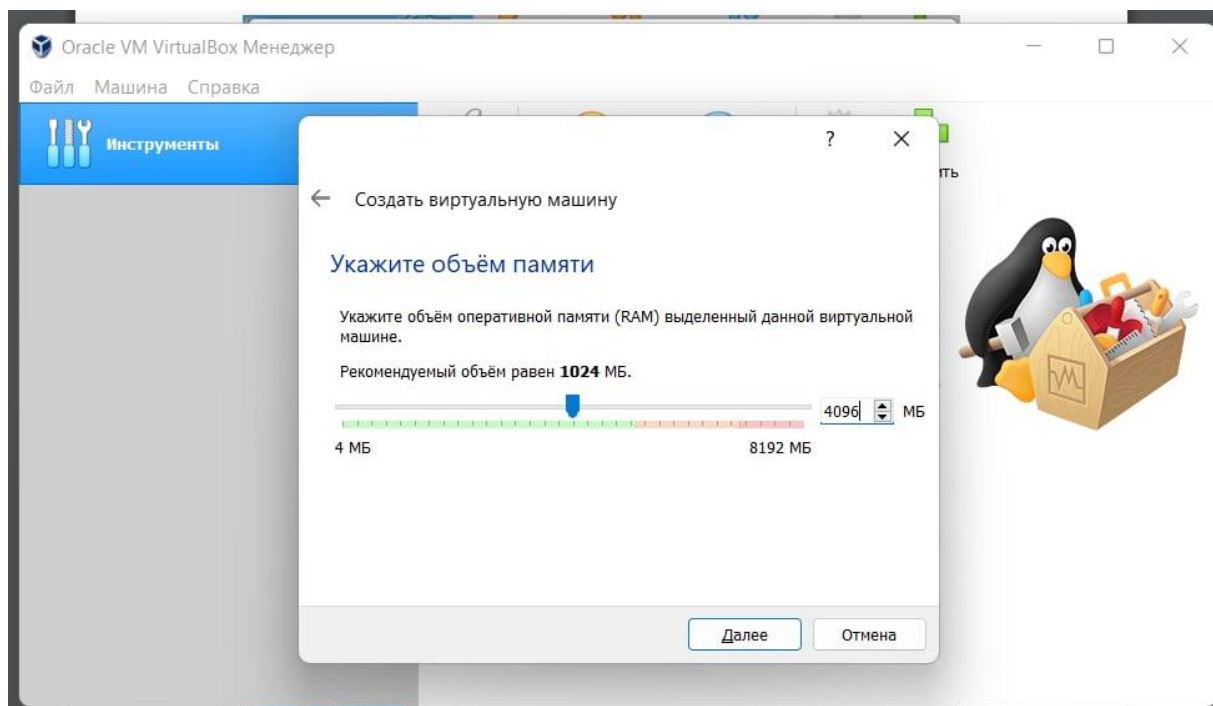 Oracle VM VirtualBox Менеджер
Файл Машина Справка
Инструменты
?
ить
Создать виртуальную машину
Укажите объём памяти
Укажите объём оперативной памяти (RAM) выделенный данной виртуальной
машине.
Рекомендуемый объём равен 1024 МБ.
4096 МБ
4 МБ 8192 МБ
Далее Отмена